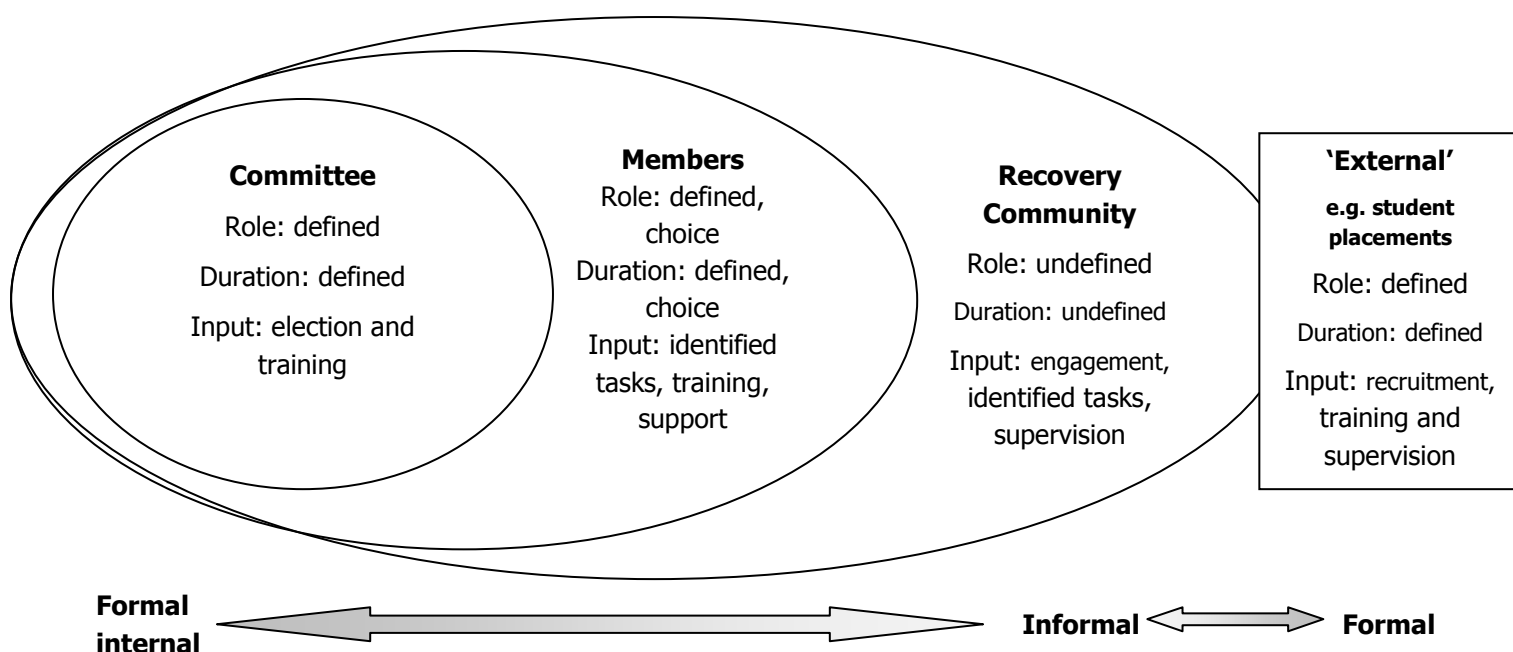 Committee
Role: defined
Duration: defined
Input: election and
training
Members
Role: defined,
choice
Duration: defined,
choice
Input: identified
tasks, training,
support
Recovery
Community
Role: undefined
Duration: undefined
Input: engagement,
identified tasks,
supervision
‘External’
e.g. student
placements
Role: defined
Duration: defined
Input: recruitment,
training and
supervision
Formal
internal
Informal
Formal